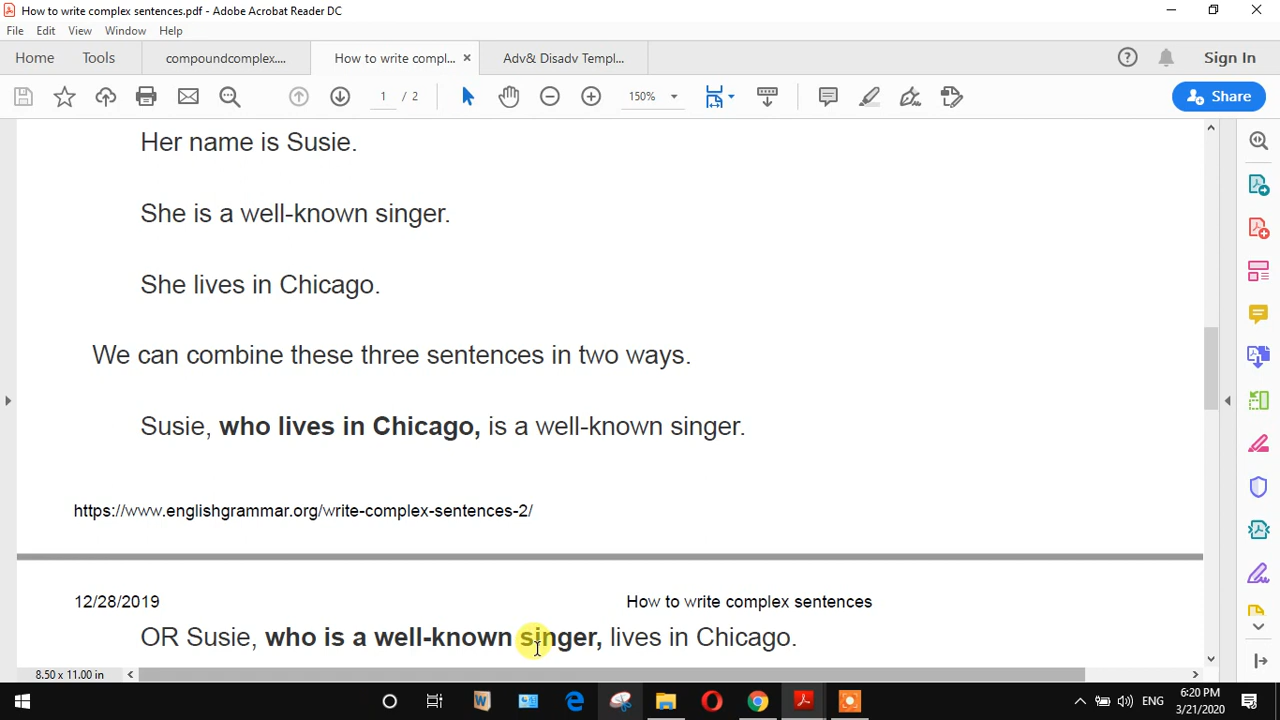 How to write complex sentences.pdf - Adobe Acrobat Reader DC
File Edit View Window Help
Home Tools compoundcomplex.... How to write compl... × Adv& Disadv Templ... Sign In
1 / 2 150% Share
Her name is Susie.
She is a well-known singer.
She lives in Chicago.
We can combine these three sentences in two ways.
Susie, who lives in Chicago, is a well-known singer.
https://www.englishgrammar.org/write-complex-sentences-2/
12/28/2019 How to write complex sentences
OR Susie, who is a well-known singer, lives in Chicago.
8.50 x 11.00 in
ENG 6:20 PM
3/21/2020